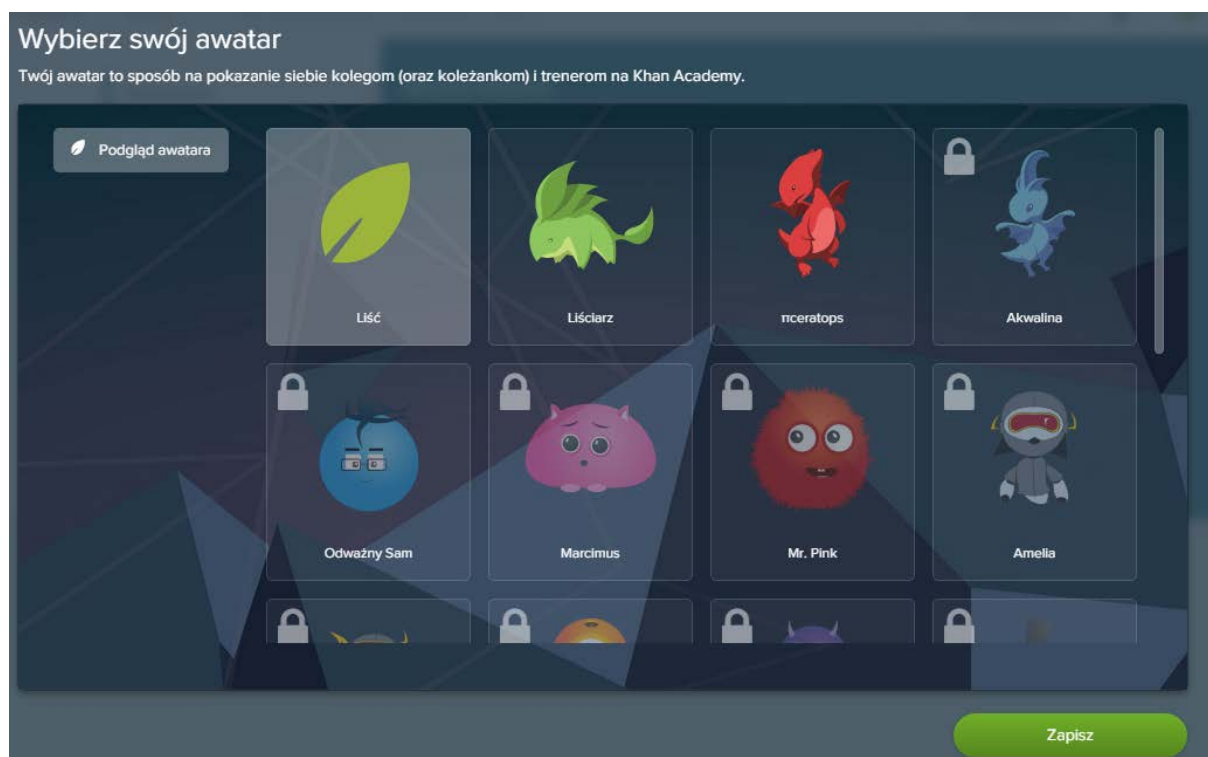 Wybierz swój awatar
Twój awatar to sposób na pokazanie siebie kolegom (oraz koleżankom) i trenerom na Khan Academy.
Podgląd awatara
Liść
Liściarz
πceratops
Akwalina
Odważny Sam
Marcimus
Mr. Pink
Amelia
Zapisz